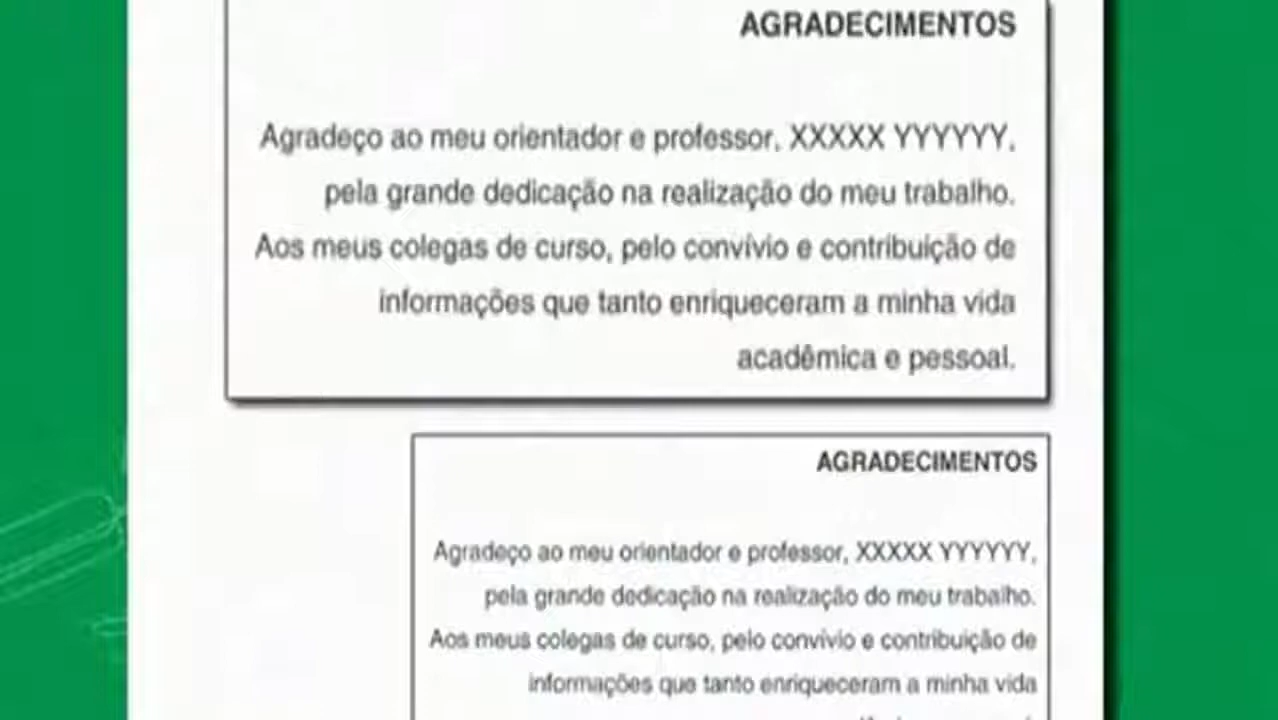 AGRADECIMENTOS
Agradeço ao meu orientador e professor, XXXXX YYYYYY,
pela grande dedicação na realização do meu trabalho.
Aos meus colegas de curso, pelo convívio e contribuição de
informações que tanto enriqueceram a minha vida
acadêmica e pessoal.
AGRADECIMENTOS
Agradeço ao meu orientador e professor, XXXXX YYYYYY,
pela grande dedicação na realização do meu trabalho.
Aos meus colegas de curso, pelo convívio e contribuição de
informações que tanto enriqueceram a minha vida